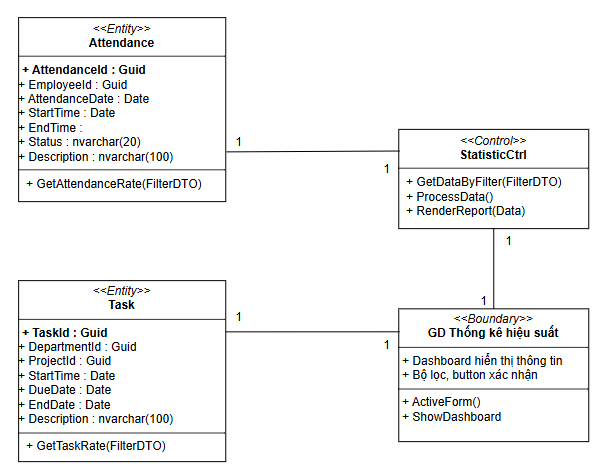 <<Entity>>
Attendance
+ AttendanceId : Guid
+ EmployeeId : Guid
+ AttendanceDate : Date
+ StartTime : Date
+ EndTime :
+ Status : nvarchar(20)
+ Description : nvarchar(100)
+ GetAttendanceRate(FilterDTO)
1
1
<<Control>>
StatisticCtrl
+ GetDataByFilter(FilterDTO)
+ ProcessData()
+ RenderReport(Data)
1
1
<<Entity>>
Task
+ TaskId : Guid
+ DepartmentId : Guid
+ ProjectId : Guid
+ StartTime : Date
+ DueDate : Date
+ EndDate : Date
+ Description : nvarchar(100)
+ GetTaskRate(FilterDTO)
1
1
<<Boundary>>
GD Thống kê hiệu suất
+ Dashboard hiển thị thông tin
+ Bộ lọc, button xác nhận
+ ActiveForm()
+ ShowDashboard